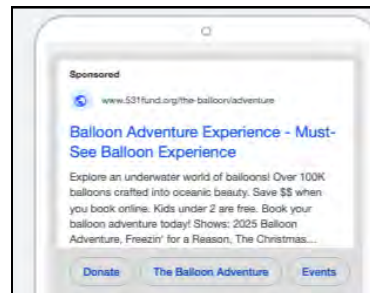 Sponsored
www.531fund.org/the-balloon/adventure
Balloon Adventure Experience - Must-
See Balloon Experience
Explore an underwater world of balloons! Over 100K
balloons crafted into oceanic beauty. Save $$ when
you book online. Kids under 2 are free. Book your
balloon adventure today! Shows: 2025 Balloon
Adventure, Freezin' for a Reason, The Christmas...
Donate
The Balloon Adventure
Events